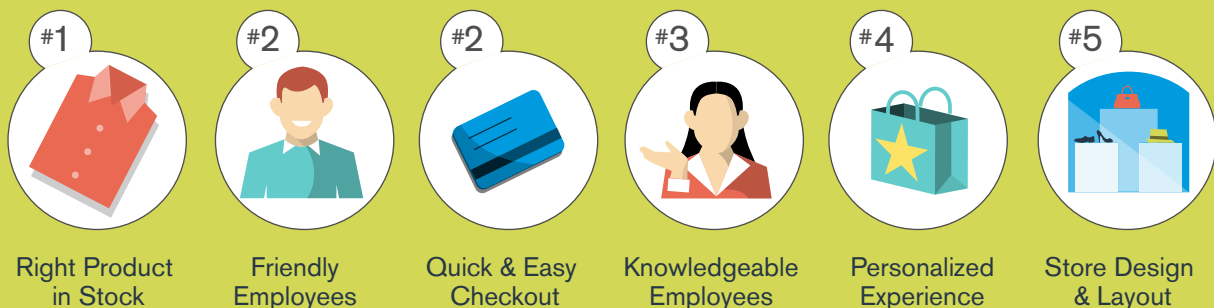 #1
Right Product
in Stock
#2
Friendly
Employees
#2
Quick & Easy
Checkout
#3
Knowledgeable
Employees
#4
Personalized
Experience
#5
Store Design
& Layout